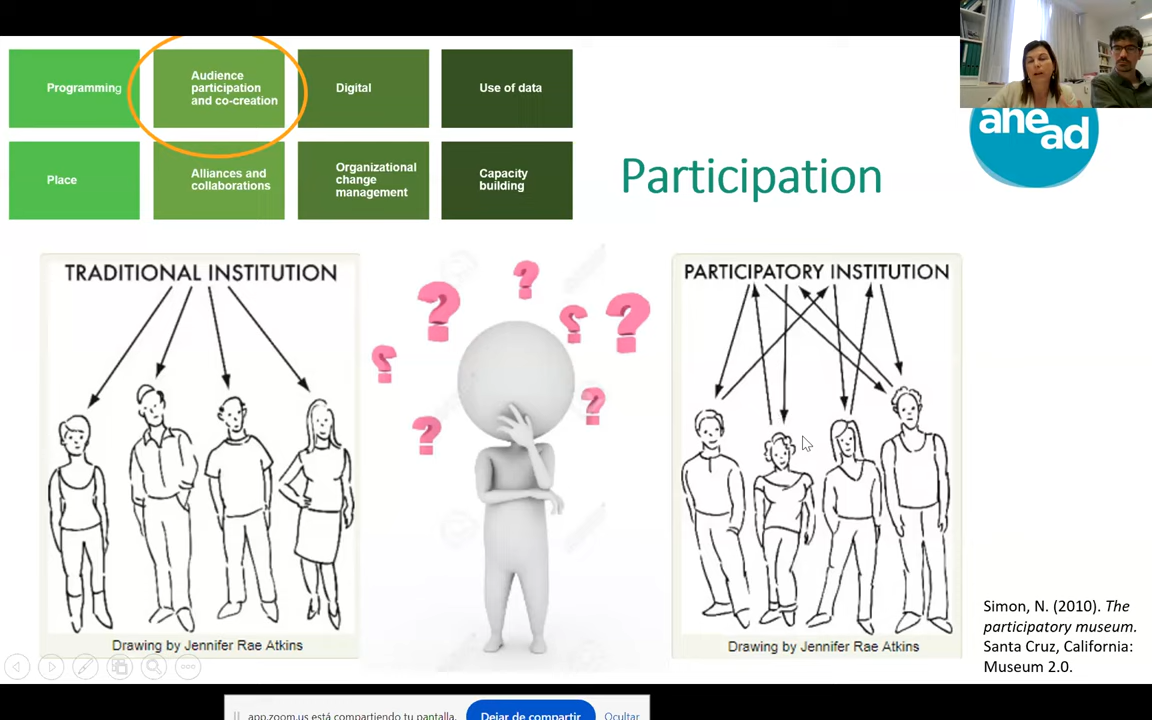 Programming
Audience
participation
and co-creation
Digital
Use of data
Place
Alliances and
collaborations
Organizational
change
management
Capacity
building
Participation
ahead
TRADITIONAL INSTITUTION
? ? ? ? ? ? ?
PARTICIPATORY INSTITUTION
Drawing by Jennifer Rae Atkins
Drawing by Jennifer Rae Atkins
Simon, N. (2010). The
participatory museum.
Santa Cruz, California:
Museum 2.0.
app.zoom.us está compartiendo tu pantalla.
Dejar de compartir
Ocultar